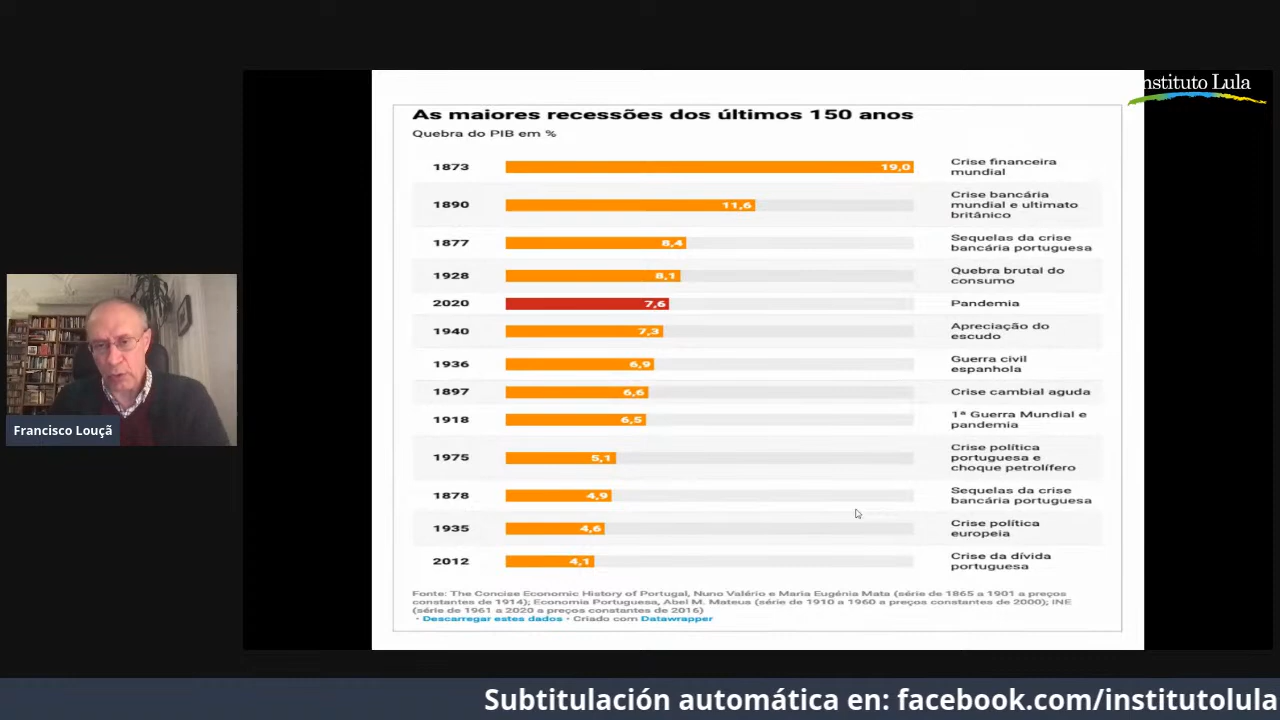 nstituto Lula
As maiores recessões dos últimos 150 anos
Quebra do PIB em %
1873 19,0 Crise financeira
mundial
1890 11,6 Crise bancária
mundial e ultimato
britânico
1877 8,4 Sequelas da crise
bancária portuguesa
1928 8,1 Quebra brutal do
consumo
2020 7,6 Pandemia
1940 7,3 Apreciação do
escudo
1936 6,9 Guerra civil
espanhola
1897 6,6 Crise cambial aguda
1918 6,5 1ª Guerra Mundial e
pandemia
1975 5,1 Crise política
portuguesa e
choque petrolífero
1878 4,9 Sequelas da crise
bancária portuguesa
1935 4,6 Crise política
europeia
2012 4,1 Crise da dívida
portuguesa
Fonte: The Concise Economic History of Portugal, Nuno Valério e Maria Eugénia Mata (série de 1865 a 1901 a preços
constantes de 1914); Economia Portuguesa, Abel M. Mateus (série de 1910 a 1960 a preços constantes de 2000); INE
(série de 1961 a 2020 a preços constantes de 2016)
• Descarregar estes dados • Criado com Datawrapper
Francisco Louçã
Subtitulación automática en: facebook.com/institutolula